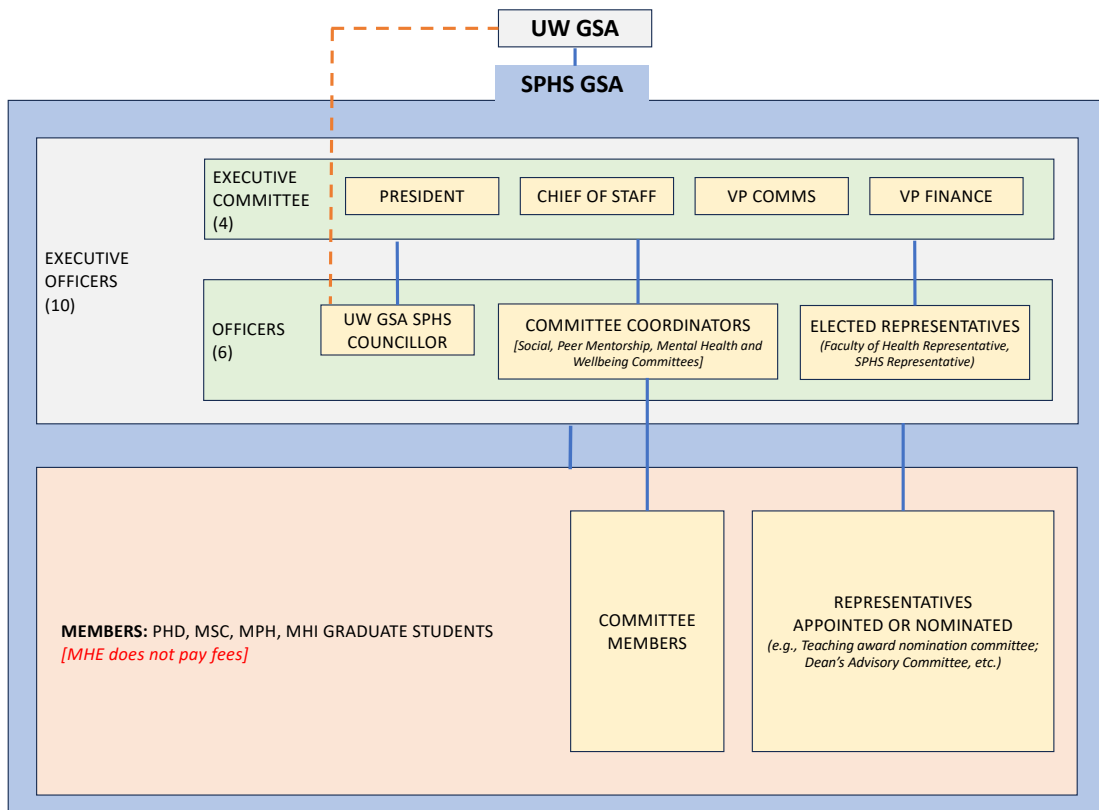 UW GSA
SPHS GSA
EXECUTIVE
COMMITTEE
(4)
PRESIDENT
CHIEF OF STAFF
VP COMMS
VP FINANCE
EXECUTIVE
OFFICERS
(10)
OFFICERS
(6)
UW GSA SPHS
COUNCILLOR
COMMITTEE COORDINATORS
[Social, Peer Mentorship, Mental Health and
Wellbeing Committees]
ELECTED REPRESENTATIVES
(Faculty of Health Representative,
SPHS Representative)
MEMBERS: PHD, MSC, MPH, MHI GRADUATE STUDENTS
[MHE does not pay fees]
COMMITTEE
MEMBERS
REPRESENTATIVES
APPOINTED OR NOMINATED
(e.g., Teaching award nomination committee;
Dean’s Advisory Committee, etc.)